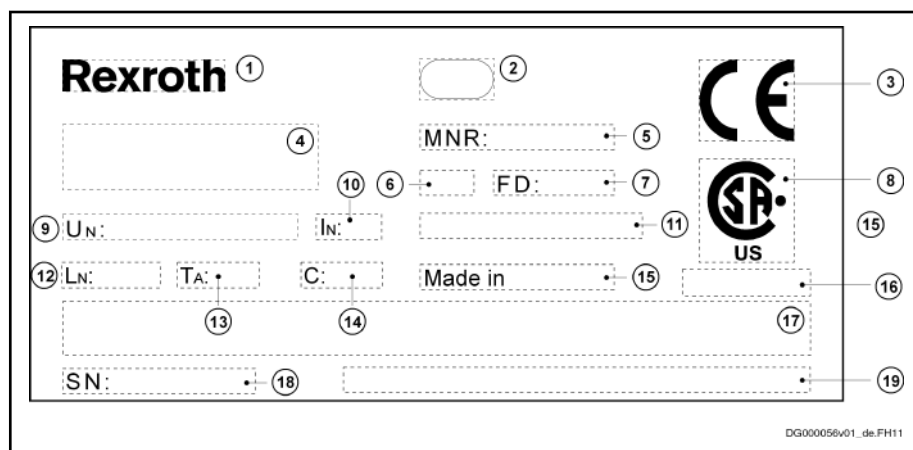 Rexroth 1 2 3
4 MNR: 5
10 6 FD: 7 8
9 UN: IN: 11 15
US
12 LN: TA: C: Made in 15 16
13 14 17
SN: 18 19
DG000056v01_de.FH11